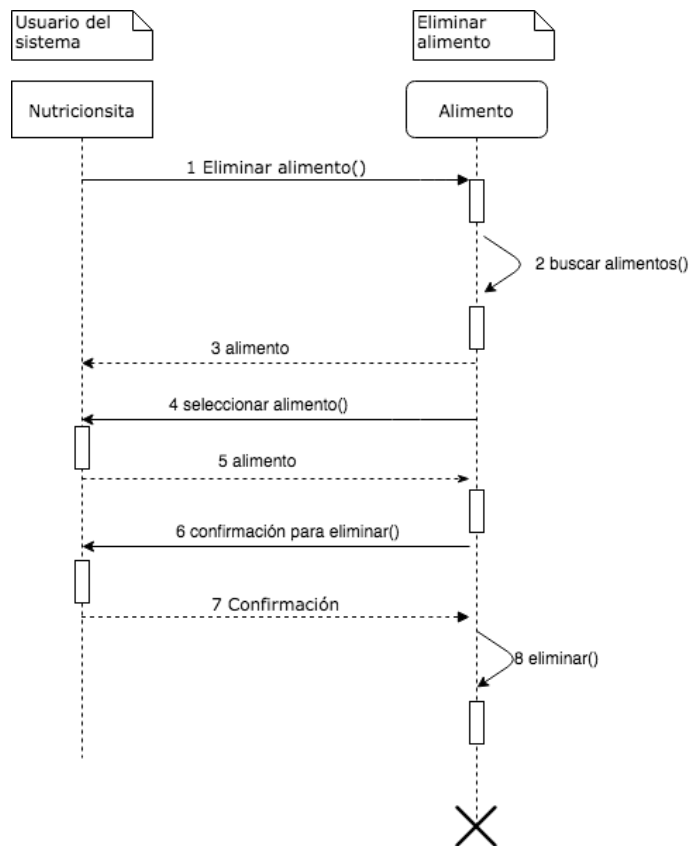 Usuario del
sistema
Eliminar
alimento
Nutricionsita
Alimento
1 Eliminar alimento()
2 buscar alimentos()
3 alimento
4 seleccionar alimento()
5 alimento
6 confirmación para eliminar()
7 Confirmación
8 eliminar()